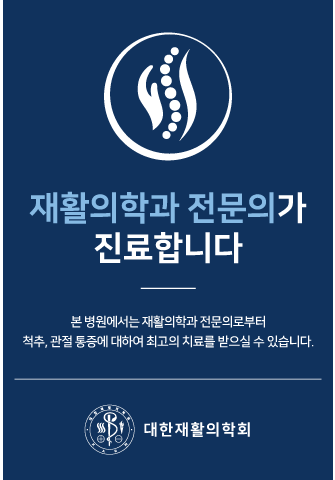 재활의학과 전문의가
진료합니다
본 병원에서는 재활의학과 전문의로부터
척추, 관절 통증에 대하여 최고의 치료를 받으실 수 있습니다.
대한재활의학회